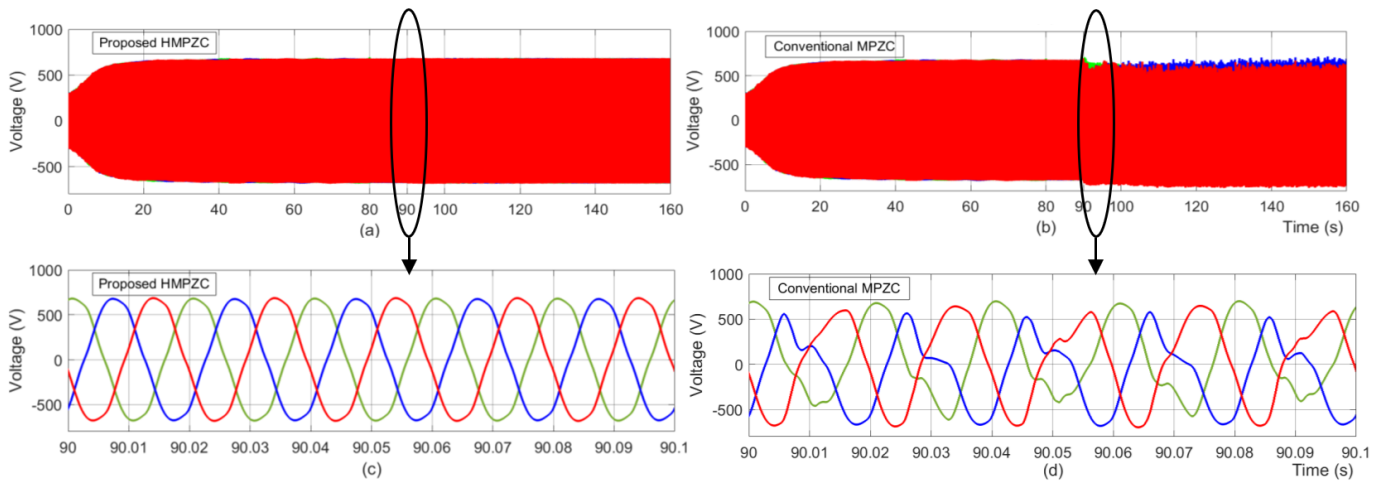 1000
Proposed HMPZC
500
0
-500
Voltage (V)
0 20 40 60 80 90 100 120 140 160
(a)
1000
Conventional MPZC
500
0
-500
Voltage (V)
0 20 40 60 80 90 100 120 140 160
(b) Time (s)
1000
Proposed HMPZC
500
0
-500
Voltage (V)
90 90.01 90.02 90.03 90.04 90.05 90.06 90.07 90.08 90.09 90.1
(c)
1000
Conventional MPZC
500
0
-500
Voltage (V)
90 90.01 90.02 90.03 90.04 90.05 90.06 90.07 90.08 90.09 90.1
(d) Time (s)